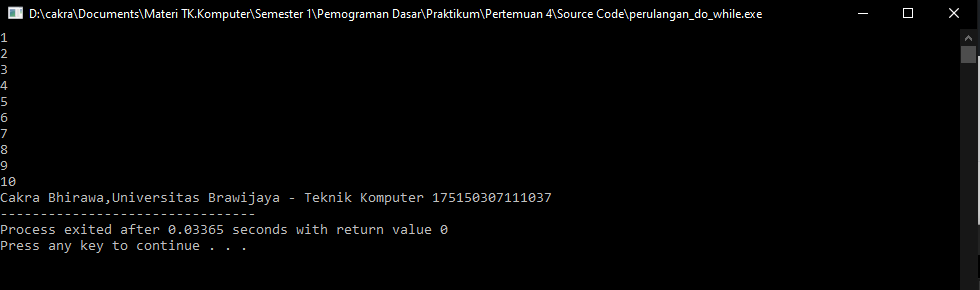 D:\cakra\Documents\Materi TK.Komputer\Semester 1\Pemograman Dasar\Praktikum\Pertemuan 4\Source Code\perulangan_do_while.exe
1
2
3
4
5
6
7
8
9
10
Cakra Bhirawa,Universitas Brawijaya - Teknik Komputer 175150307111037
--------------------------------
Process exited after 0.03365 seconds with return value 0
Press any key to continue . . .